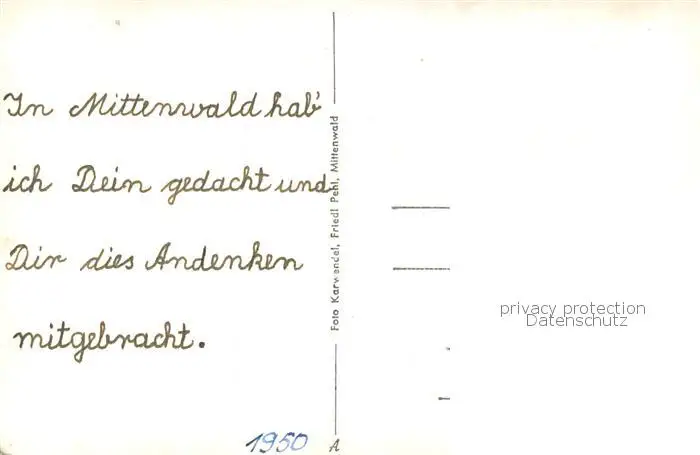 In Mittenwald hab'
ich Dein gedacht und
Dir dies Andenken
mitgebracht.
1950
Foto Karwendel, Friedl Pehl, Mittenwald
A
privacy protection
Datenschutz